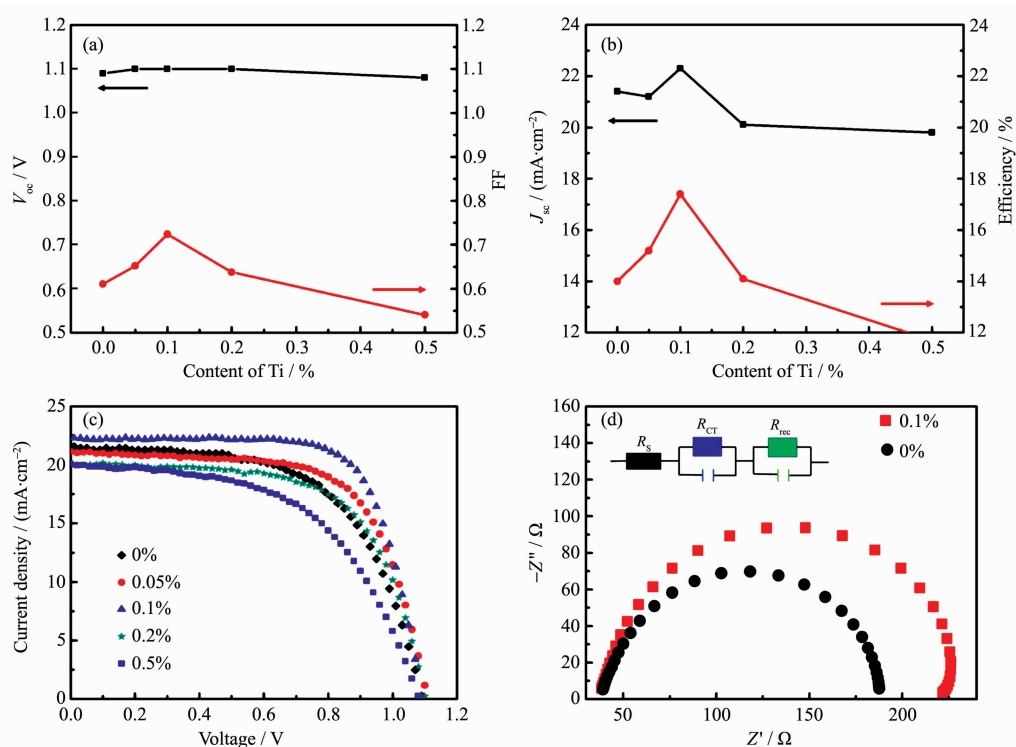 (a)
1.2
1.1
1.0
0.9
0.8
0.7
0.6
0.5
V_oc / V
1.2
1.1
1.0
0.9
0.8
0.7
0.6
0.5
FF
0.0 0.1 0.2 0.3 0.4 0.5
Content of Ti / %
(b)
24
22
20
18
16
14
12
J_sc / (mA·cm⁻²)
24
22
20
18
16
14
12
Efficiency / %
0.0 0.1 0.2 0.3 0.4 0.5
Content of Ti / %
(c)
25
20
15
10
5
0
Current density / (mA·cm⁻²)
0%
0.05%
0.1%
0.2%
0.5%
0.0 0.2 0.4 0.6 0.8 1.0 1.2
Voltage / V
(d)
160
140
120
100
80
60
40
20
0
−Z'' / Ω
R_S
R_CT
R_rec
0.1%
0%
50 100 150 200 250
Z' / Ω